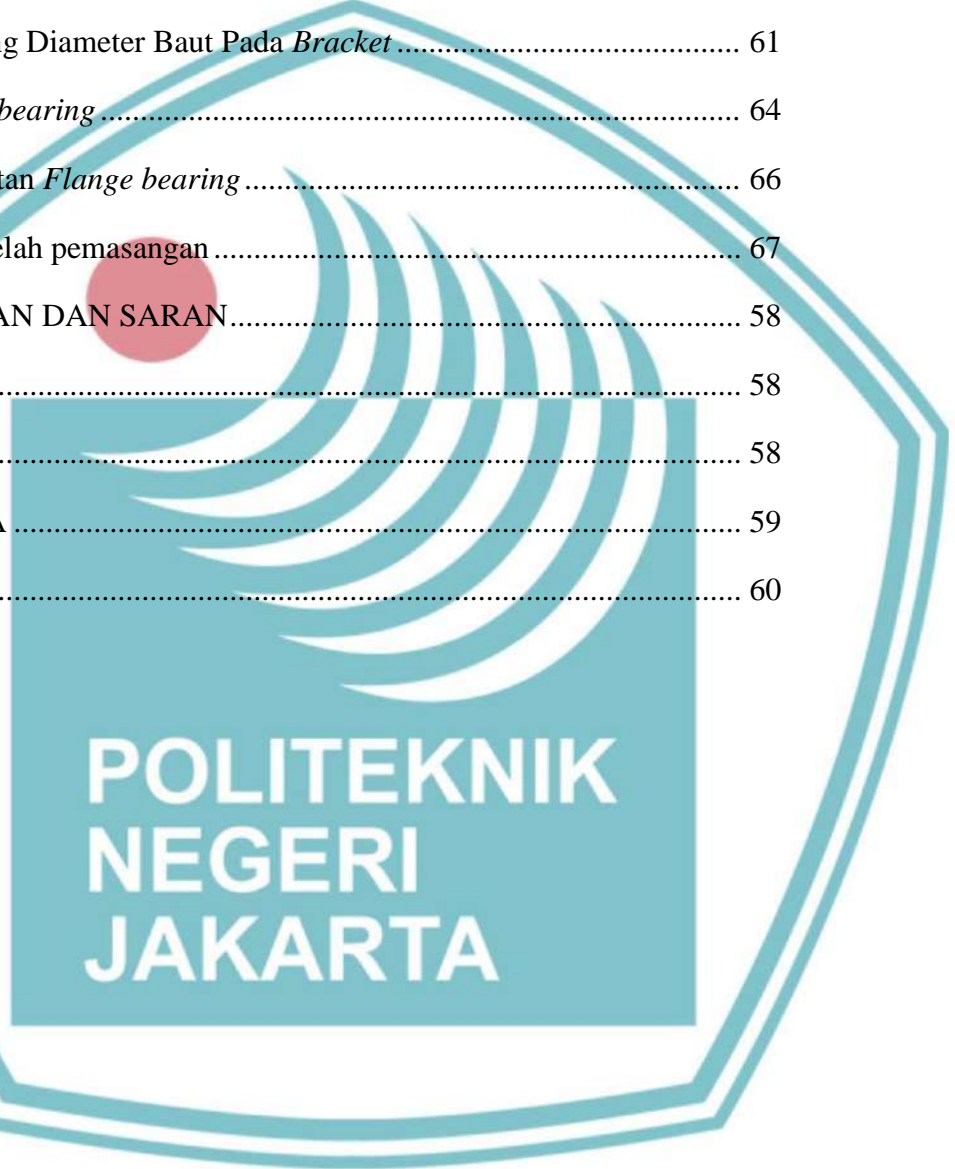 ng Diameter Baut Pada Bracket ........................................................ 61
bearing ........................................................ 64
tan Flange bearing ........................................................ 66
elah pemasangan ........................................................ 67
AN DAN SARAN ........................................................ 58
........................................................ 58
........................................................ 58
A ........................................................ 59
........................................................ 60
POLITEKNIK
NEGERI
JAKARTA